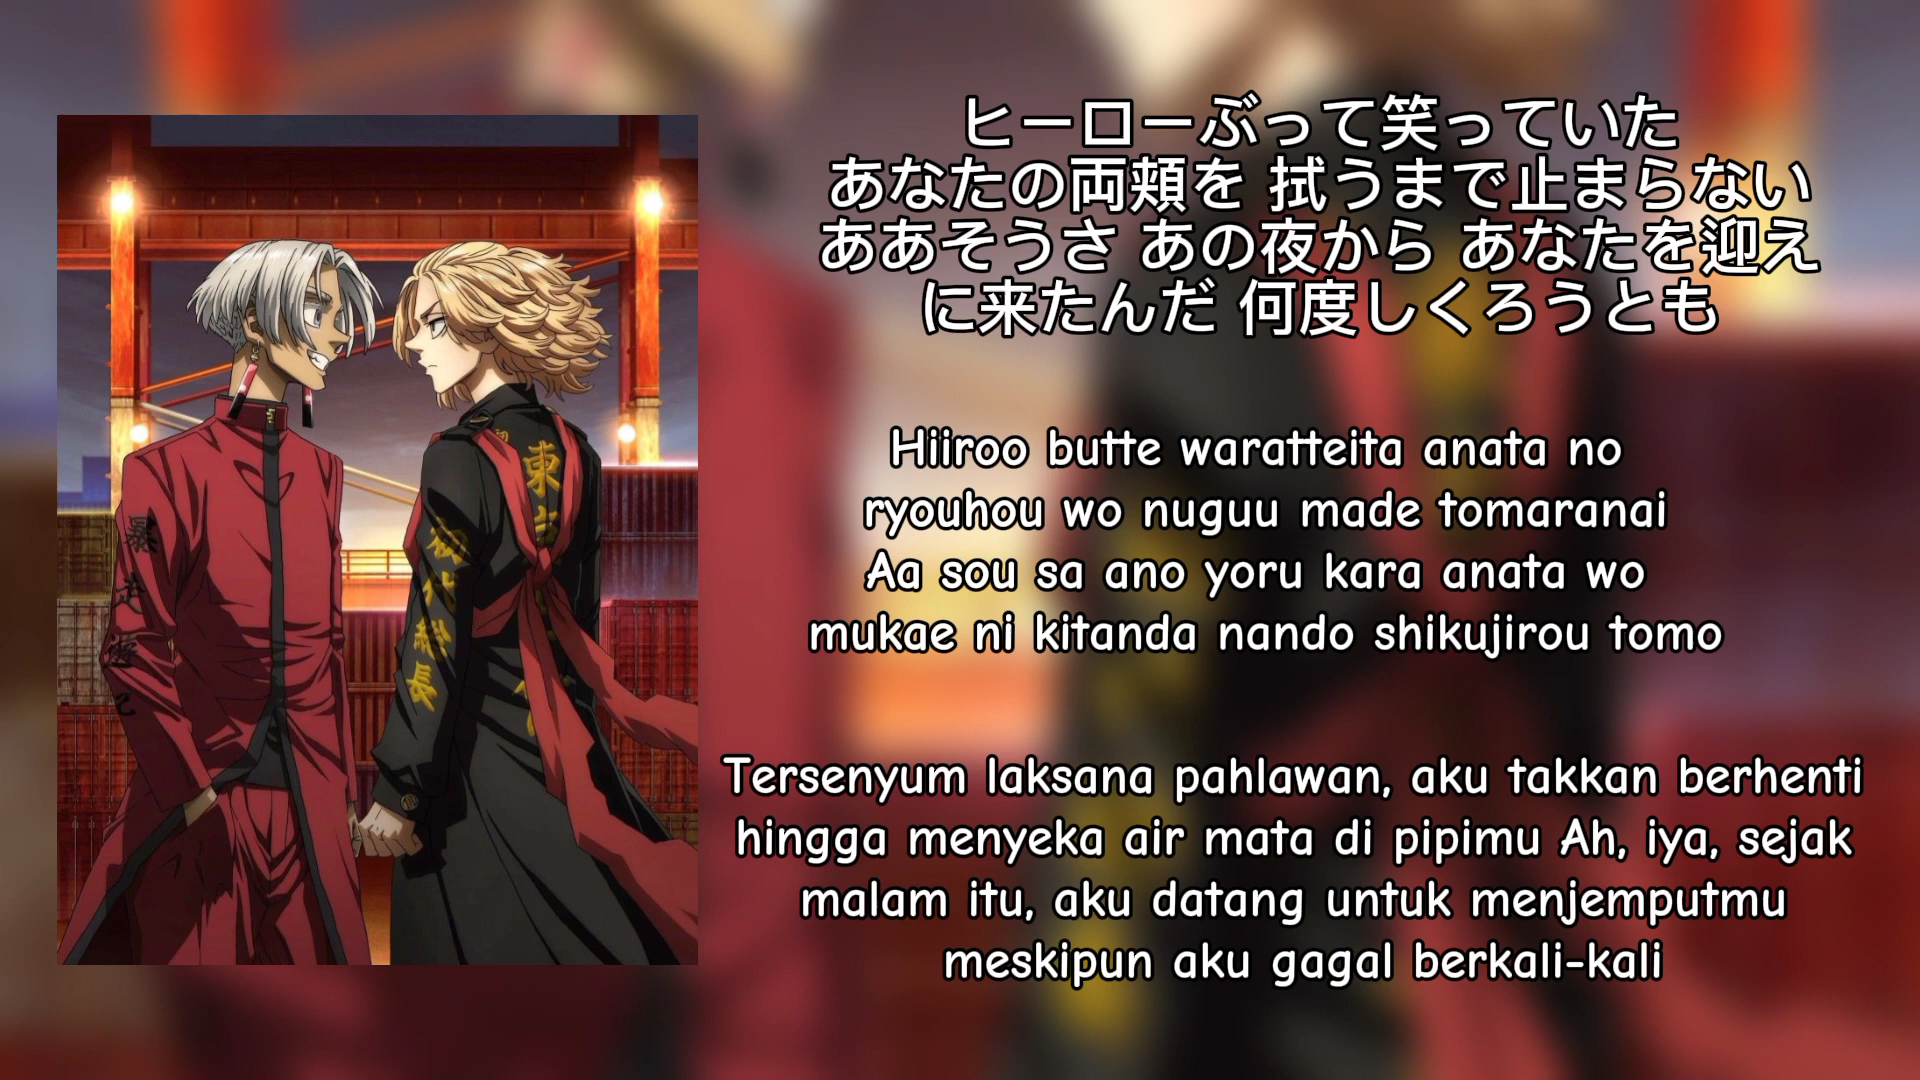 ヒーローぶって笑っていた
あなたの両頬を 拭うまで止まらない
ああそうさ あの夜から あなたを迎え
に来たんだ 何度しくろうとも
Hiiroo butte waratteita anata no
ryouhou wo nuguu made tomaranai
Aa sou sa ano yoru kara anata wo
mukae ni kitanda nando shikujirou tomo
Tersenyum laksana pahlawan, aku takkan berhenti
hingga menyeka air mata di pipimu Ah, iya, sejak
malam itu, aku datang untuk menjemputmu
meskipun aku gagal berkali-kali
東
総長